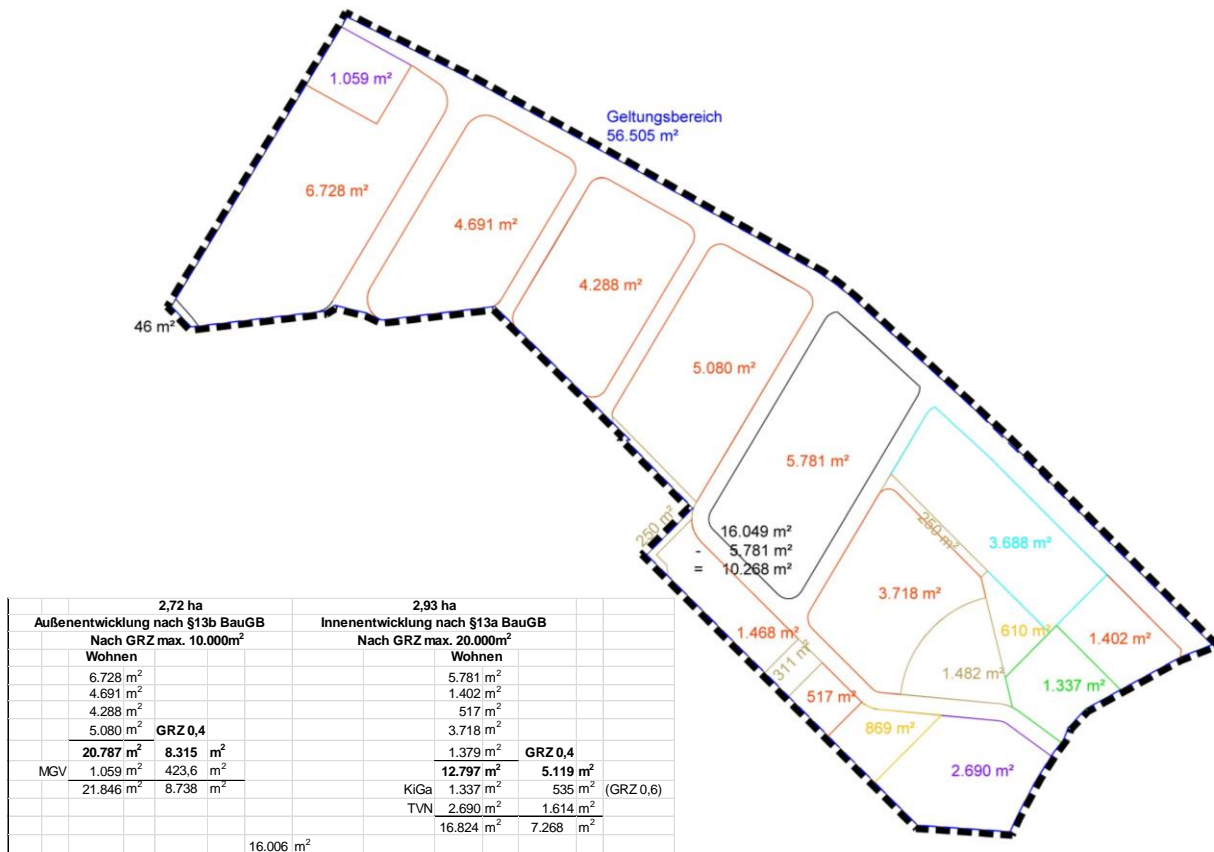 1.059 m²
Geltungsbereich
56.505 m²
6.728 m²
4.691 m²
4.288 m²
46 m²
5.080 m²
5.781 m²
250 m²
16.049 m²
- 5.781 m²
= 10.268 m²
250 m²
3.688 m²
3.718 m²
1.468 m²
610 m²
1.402 m²
311 m²
1.482 m²
1.337 m²
517 m²
869 m²
2.690 m²
2,72 ha 2,93 ha
Außenentwicklung nach §13b BauGB Innenentwicklung nach §13a BauGB
Nach GRZ max. 10.000m² Nach GRZ max. 20.000m²
Wohnen Wohnen
6.728 m² 5.781 m²
4.691 m² 1.402 m²
4.288 m² 517 m²
5.080 m² GRZ 0,4 3.718 m²
20.787 m² 8.315 m² 1.379 m² GRZ 0,4
MGV 1.059 m² 423,6 m² 12.797 m² 5.119 m²
21.846 m² 8.738 m² KiGa 1.337 m² 535 m² (GRZ 0,6)
TVN 2.690 m² 1.614 m²
16.824 m² 7.268 m²
16.006 m²